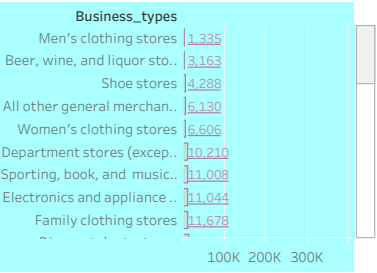 Business_types
Men's clothing stores 1,335
Beer, wine, and liquor sto.. 3,163
Shoe stores 4,288
All other general merchan.. 6,130
Women's clothing stores 6,606
Department stores (excep.. 10,210
Sporting, book, and music.. 11,008
Electronics and appliance .. 11,044
Family clothing stores 11,678
100K 200K 300K